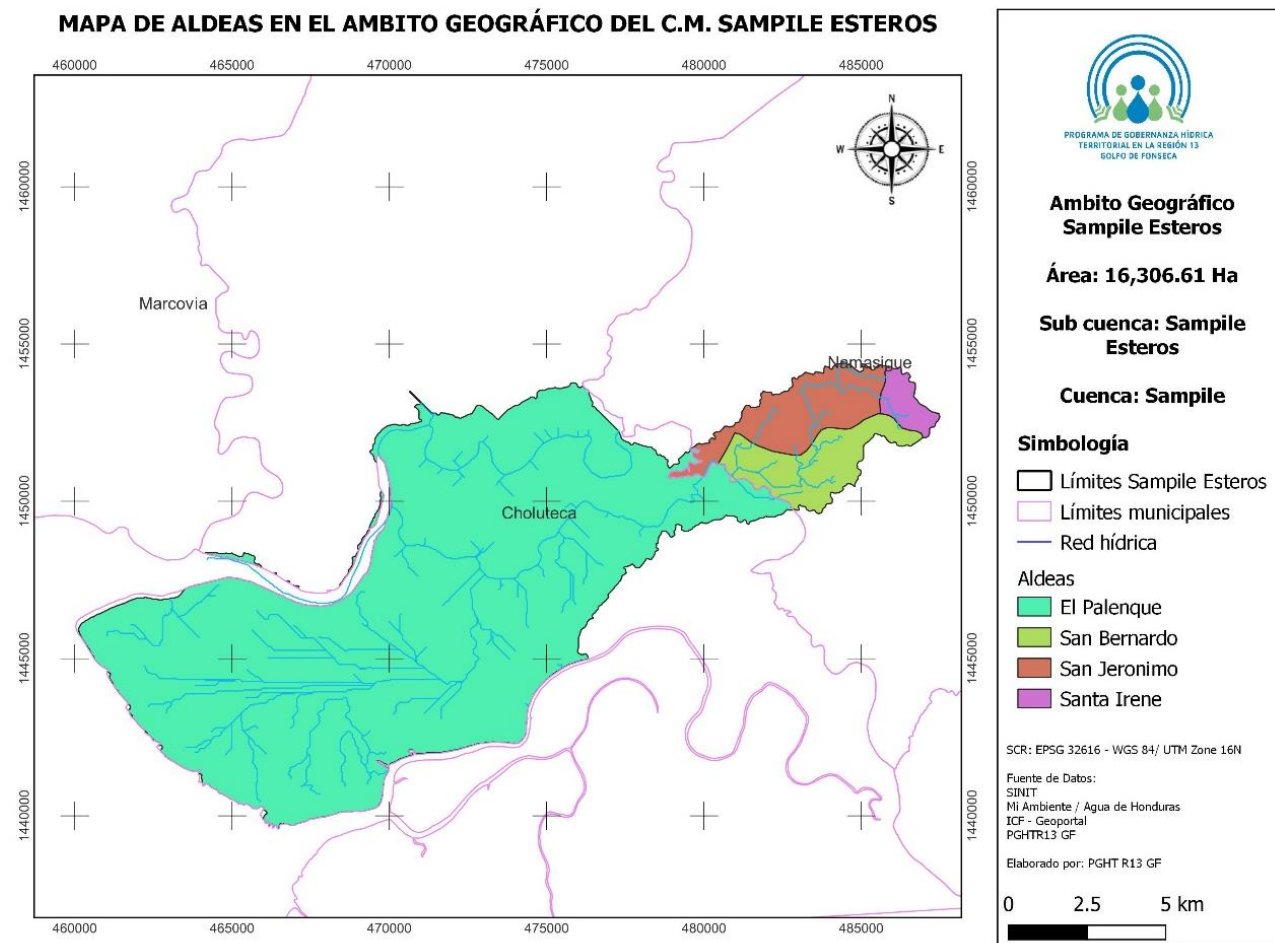 MAPA DE ALDEAS EN EL AMBITO GEOGRÁFICO DEL C.M. SAMPILE ESTEROS
460000 465000 470000 475000 480000 485000
N
W E
S
1460000 1460000
Marcovia
1455000 1455000
Namasigue
1450000 1450000
Choluteca
1445000 1445000
1440000 1440000
460000 465000 470000 475000 480000 485000
PROGRAMA DE GOBERNANZA HÍDRICA
TERRITORIAL EN LA REGIÓN 13
GOLFO DE FONSECA
Ambito Geográfico
Sampile Esteros
Área: 16,306.61 Ha
Sub cuenca: Sampile
Esteros
Cuenca: Sampile
Simbología
Límites Sampile Esteros
Límites municipales
Red hídrica
Aldeas
El Palenque
San Bernardo
San Jeronimo
Santa Irene
SCR: EPSG 32616 - WGS 84/ UTM Zone 16N
Fuente de Datos:
SINIT
Mi Ambiente / Agua de Honduras
ICF - Geoportal
PGHTR13 GF
Elaborado por: PGHT R13 GF
0 2.5 5 km